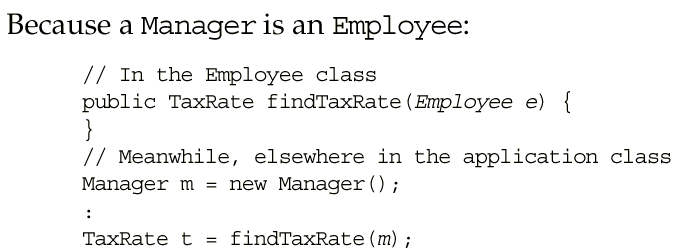 Because a Manager is an Employee:
// In the Employee class
public TaxRate findTaxRate(Employee e) {
}
// Meanwhile, elsewhere in the application class
Manager m = new Manager();
:
TaxRate t = findTaxRate(m);